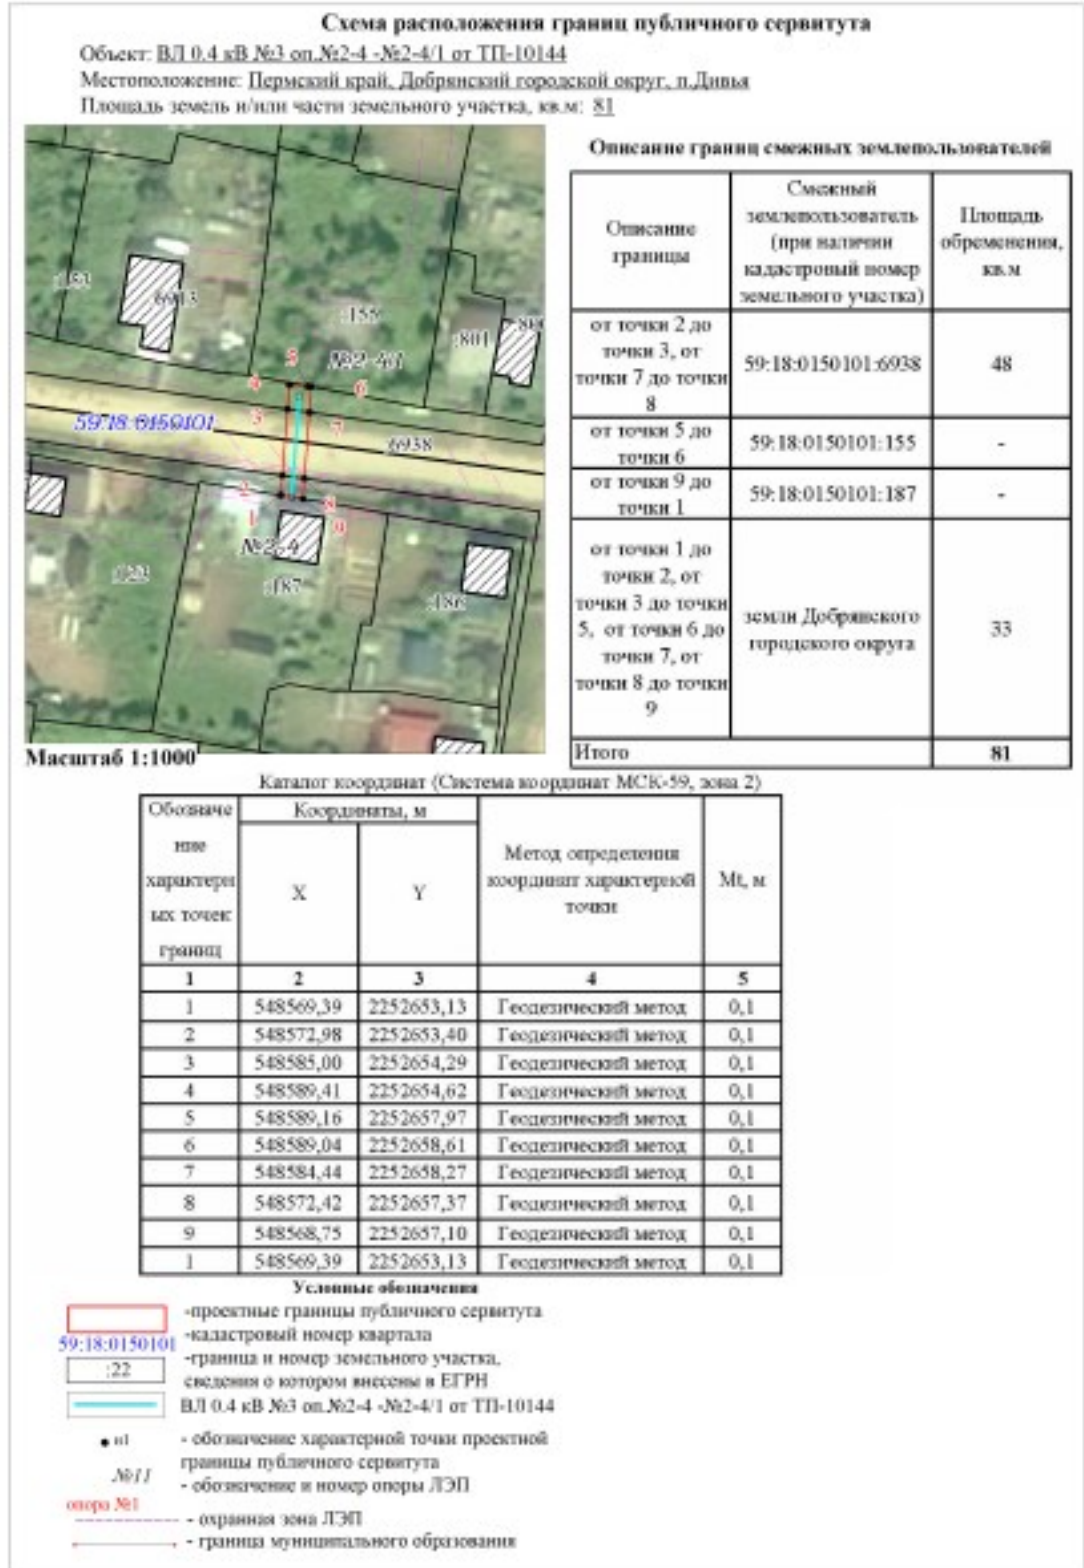 Схема расположения границ публичного сервитута
Объект: ВЛ 0.4 кВ №3 оп.№2-4 -№2-4/1 от ТП-10144
Местоположение: Пермский край, Добрянский городской округ, п.Дивья
Площадь земель и/или части земельного участка, кв.м: 81
:153
6913
:155
:801
№2-4/1
5
4
6
3
7
59:18:0150101
6938
2
8
1
9
№2-4
:123
:187
:186
Масштаб 1:1000
Описание границ смежных землепользователей
Описание границы
Смежный землепользователь (при наличии кадастровый номер земельного участка)
Площадь обременения, кв.м
от точки 2 до точки 3, от точки 7 до точки 8
59:18:0150101:6938
48
от точки 5 до точки 6
59:18:0150101:155
-
от точки 9 до точки 1
59:18:0150101:187
-
от точки 1 до точки 2, от точки 3 до точки 5, от точки 6 до точки 7, от точки 8 до точки 9
земли Добрянского городского округа
33
Итого 81
Каталог координат (Система координат МСК-59, зона 2)
Обозначение характерных точек границ
Координаты, м
X
Y
Метод определения координат характерной точки
Mt, м
1 2 3 4 5
1 548569,39 2252653,13 Геодезический метод 0,1
2 548572,98 2252653,40 Геодезический метод 0,1
3 548585,00 2252654,29 Геодезический метод 0,1
4 548589,41 2252654,62 Геодезический метод 0,1
5 548589,16 2252657,97 Геодезический метод 0,1
6 548589,04 2252658,61 Геодезический метод 0,1
7 548584,44 2252658,27 Геодезический метод 0,1
8 548572,42 2252657,37 Геодезический метод 0,1
9 548568,75 2252657,10 Геодезический метод 0,1
1 548569,39 2252653,13 Геодезический метод 0,1
Условные обозначения
-проектные границы публичного сервитута
59:18:0150101 -кадастровый номер квартала
:22 -граница и номер земельного участка,
сведения о котором внесены в ЕГРН
ВЛ 0.4 кВ №3 оп.№2-4 -№2-4/1 от ТП-10144
н1 - обозначение характерной точки проектной
границы публичного сервитута
№11 - обозначение и номер опоры ЛЭП
опора №1
- охранная зона ЛЭП
- граница муниципального образования